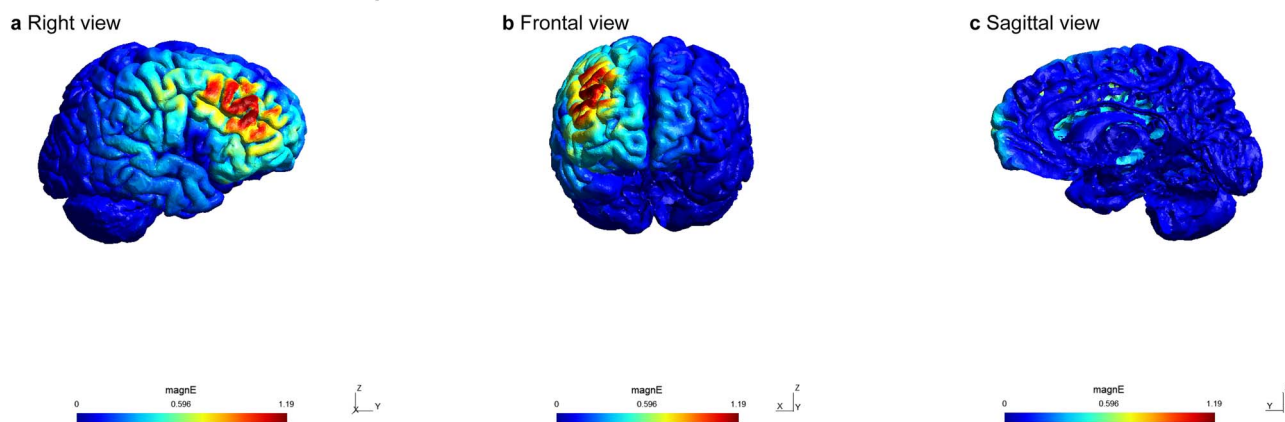 a Right view
b Frontal view
c Sagittal view
magnE
0 0.596 1.19
Z
X Y
magnE
0 0.596 1.19
Z
X Y
magnE
0 0.596 1.19
Y